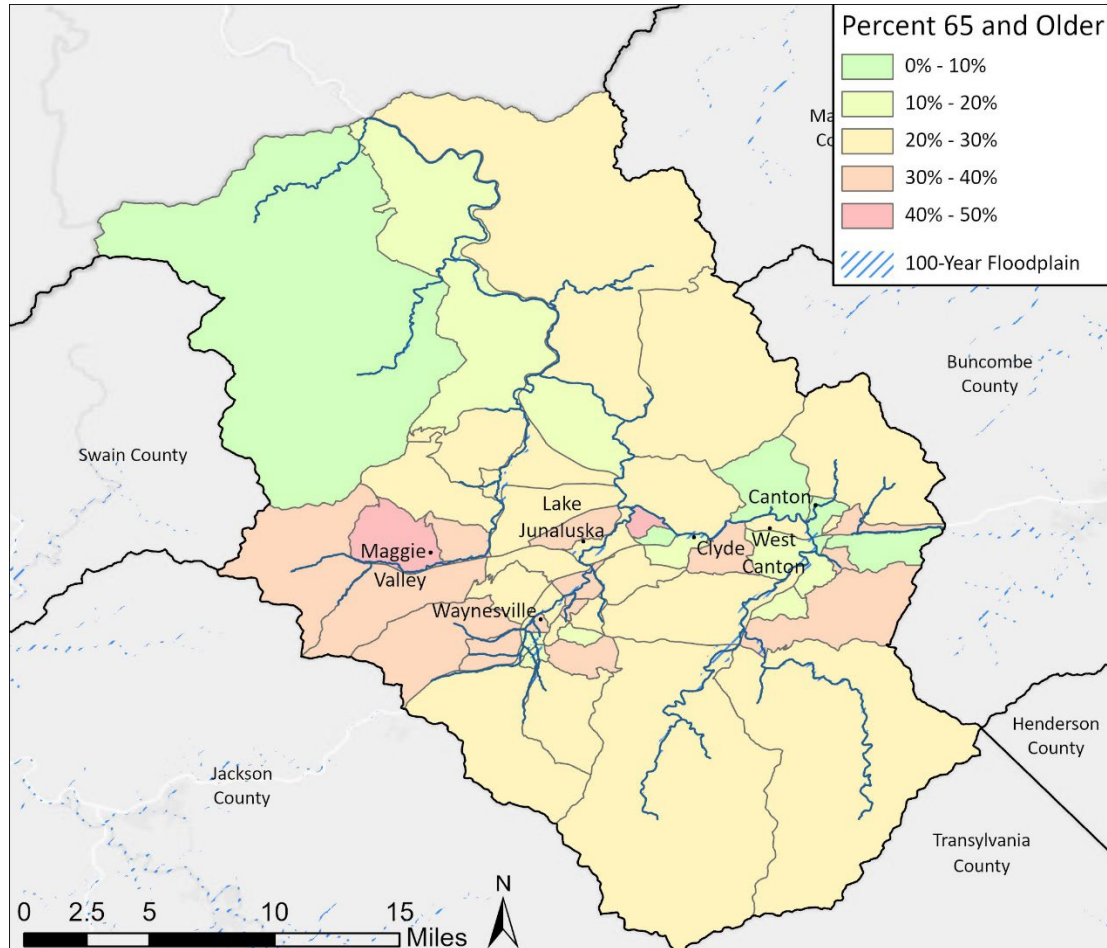 Percent 65 and Older
0% - 10%
10% - 20%
20% - 30%
30% - 40%
40% - 50%
100-Year Floodplain
Buncombe
County
Swain County
Canton
Lake
Junaluska
Clyde
West
Canton
Maggie
Valley
Waynesville
Henderson
County
Jackson
County
Transylvania
County
N
0 2.5 5 10 15
Miles